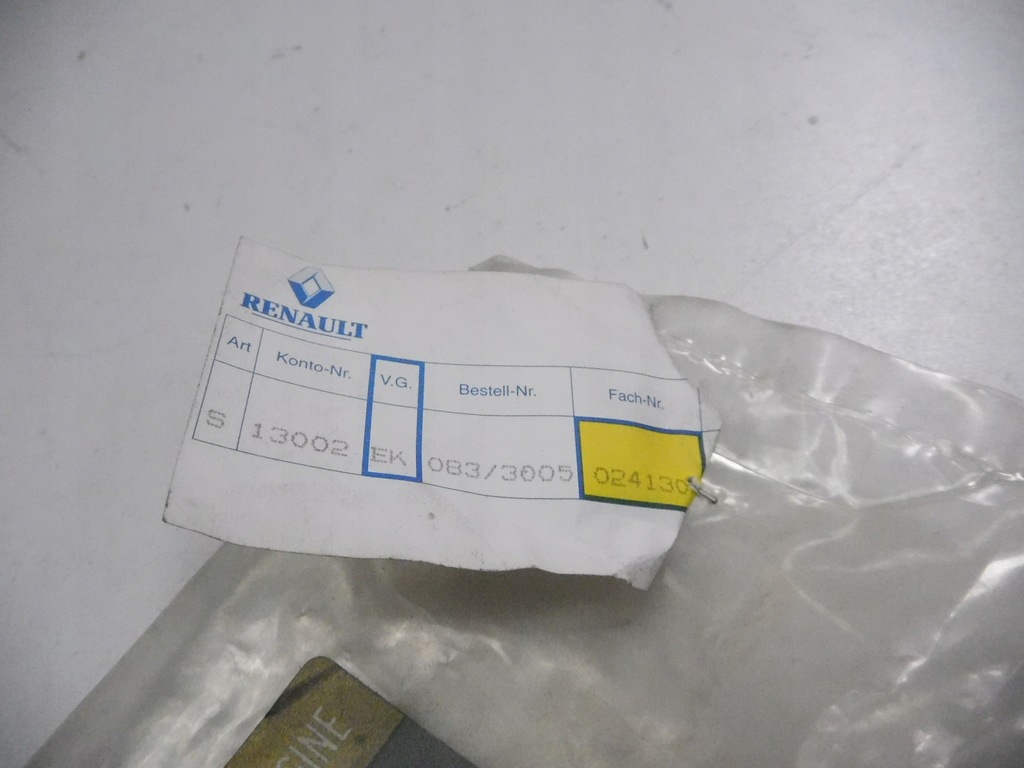 RENAULT
Art Konto-Nr. V.G. Bestell-Nr. Fach-Nr.
S 13002 EK 083/3005 024130